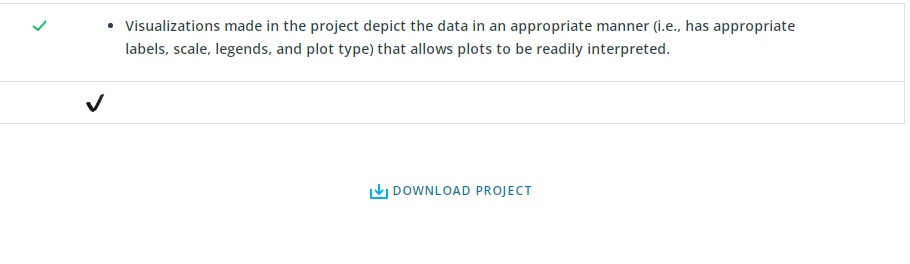 • Visualizations made in the project depict the data in an appropriate manner (i.e., has appropriate
labels, scale, legends, and plot type) that allows plots to be readily interpreted.
DOWNLOAD PROJECT